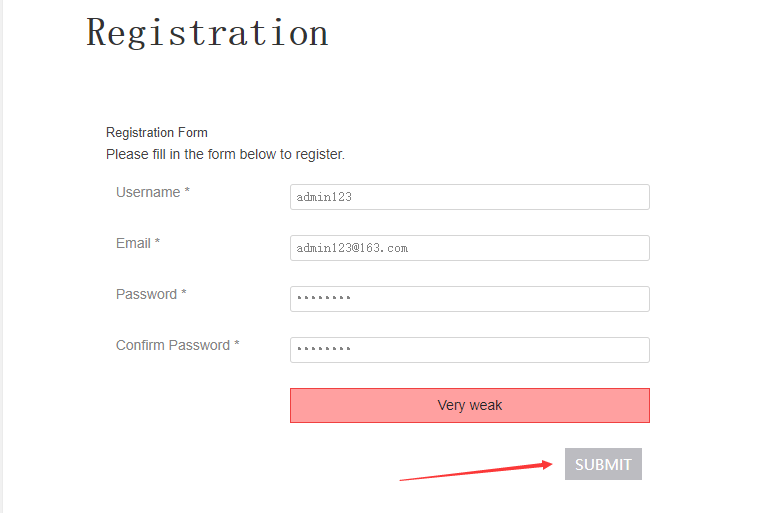 Registration
Registration Form
Please fill in the form below to register.
Username * admin123
Email * admin123@163.com
Password * ••••••••
Confirm Password * ••••••••
Very weak
SUBMIT